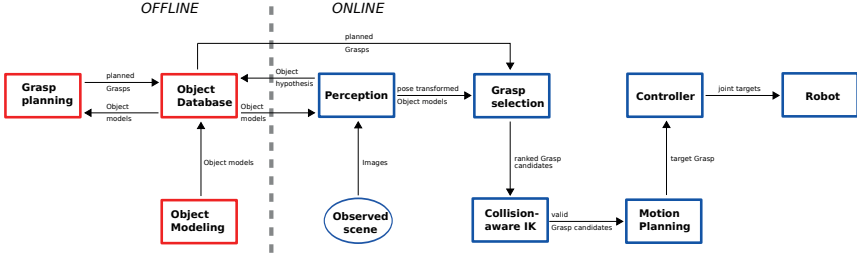 OFFLINE
ONLINE
planned
Grasps
Grasp
planning
planned
Grasps
Object
models
Object
Database
Object
hypothesis
Object
models
Perception
pose transformed
Object models
Grasp
selection
Controller
joint targets
Robot
Object models
Images
ranked Grasp
candidates
target Grasp
Object
Modeling
Observed
scene
Collision-
aware IK
valid
Grasp candidates
Motion
Planning